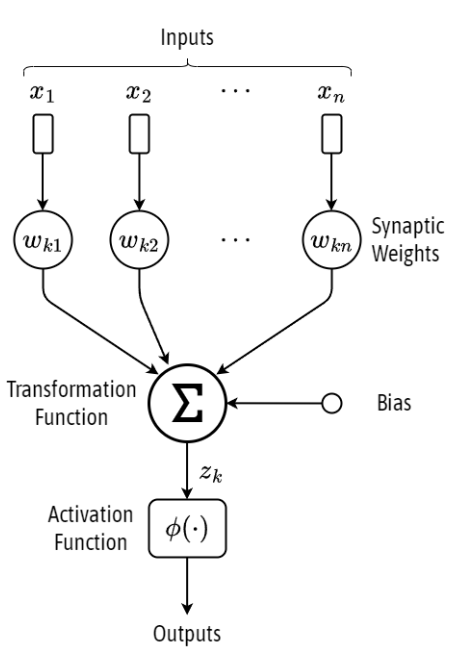 Inputs
x1 x2 ··· xn
wk1 wk2 ··· wkn
Synaptic
Weights
Transformation
Function
Σ
Bias
zk
Activation
Function
ϕ(·)
Outputs